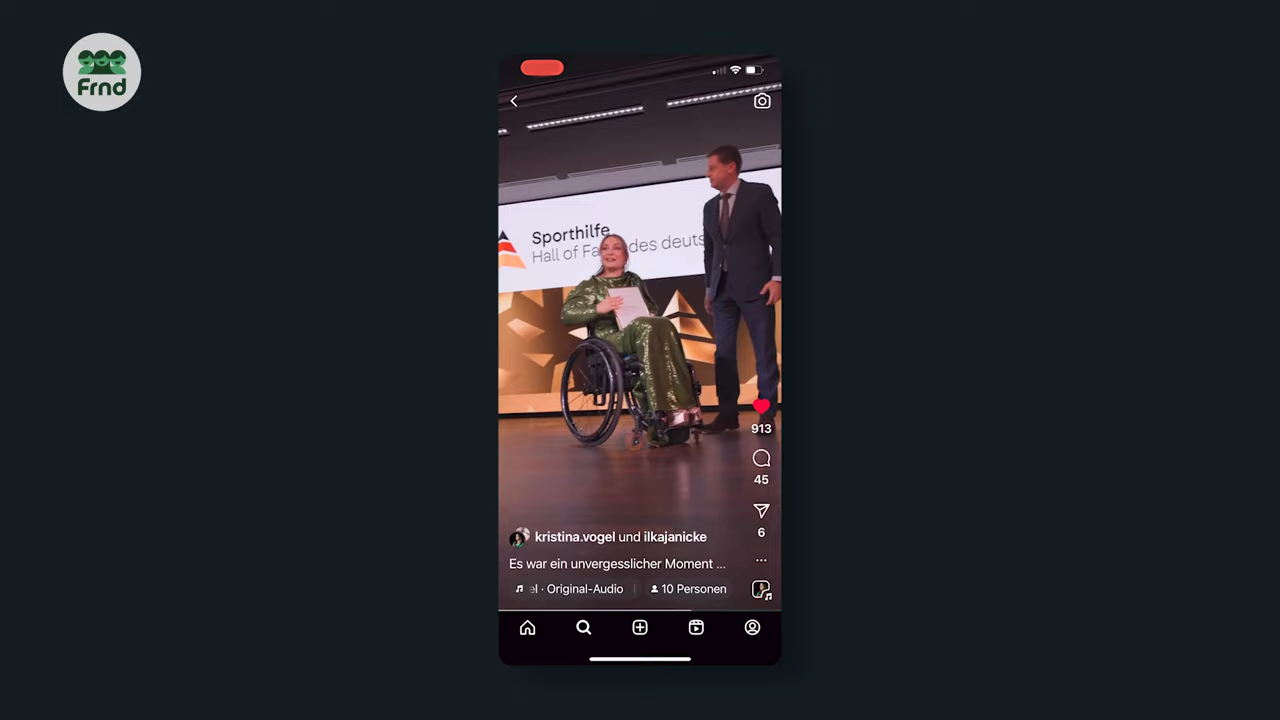 Frnd
Sporthilfe
Hall of Fa des deuts
913
45
6
kristina.vogel und ilkajanicke
Es war ein unvergesslicher Moment ...
el · Original-Audio
10 Personen